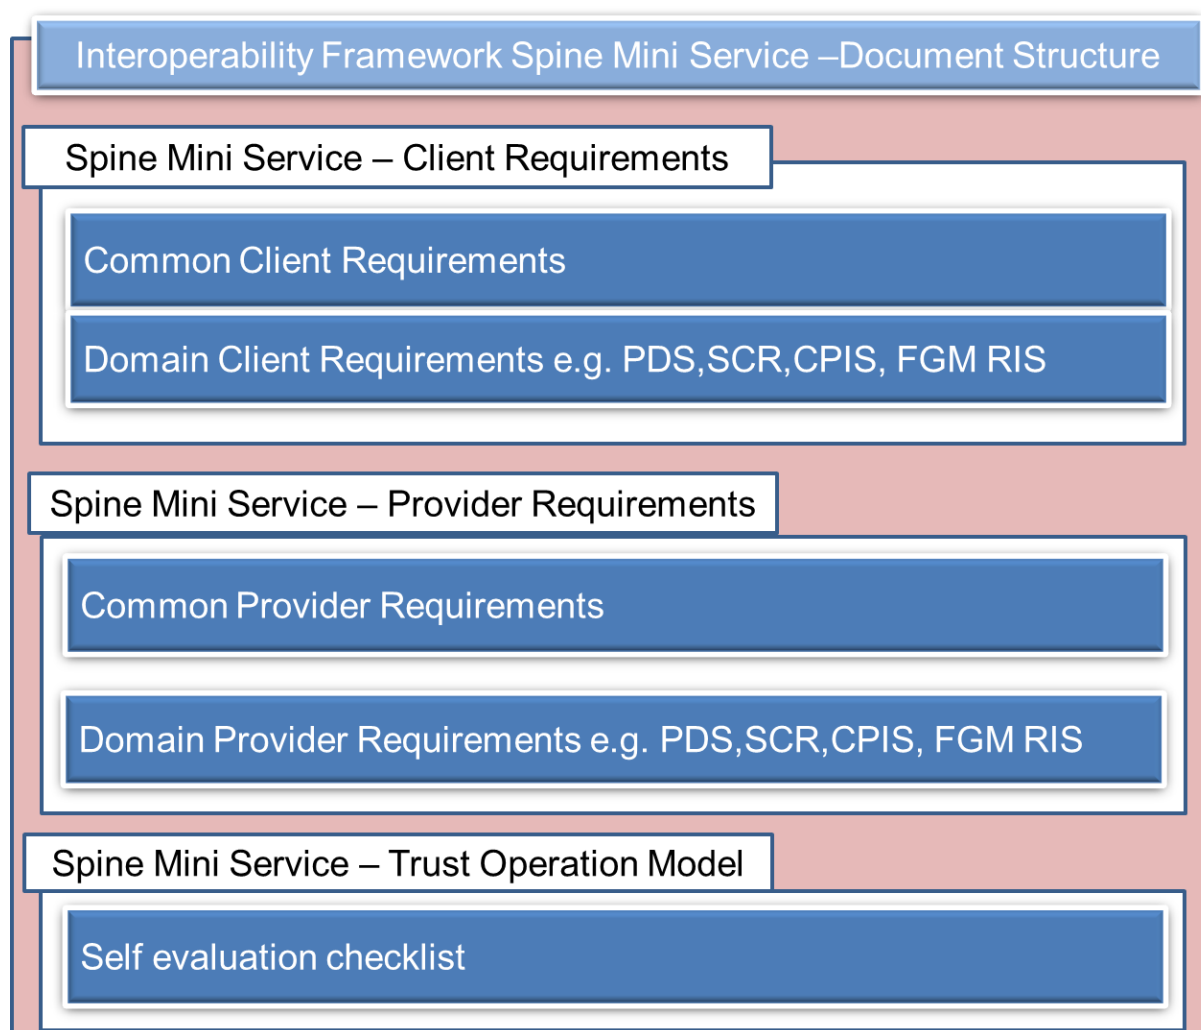 Interoperability Framework Spine Mini Service –Document Structure
Spine Mini Service – Client Requirements
Common Client Requirements
Domain Client Requirements e.g. PDS,SCR,CPIS, FGM RIS
Spine Mini Service – Provider Requirements
Common Provider Requirements
Domain Provider Requirements e.g. PDS,SCR,CPIS, FGM RIS
Spine Mini Service – Trust Operation Model
Self evaluation checklist